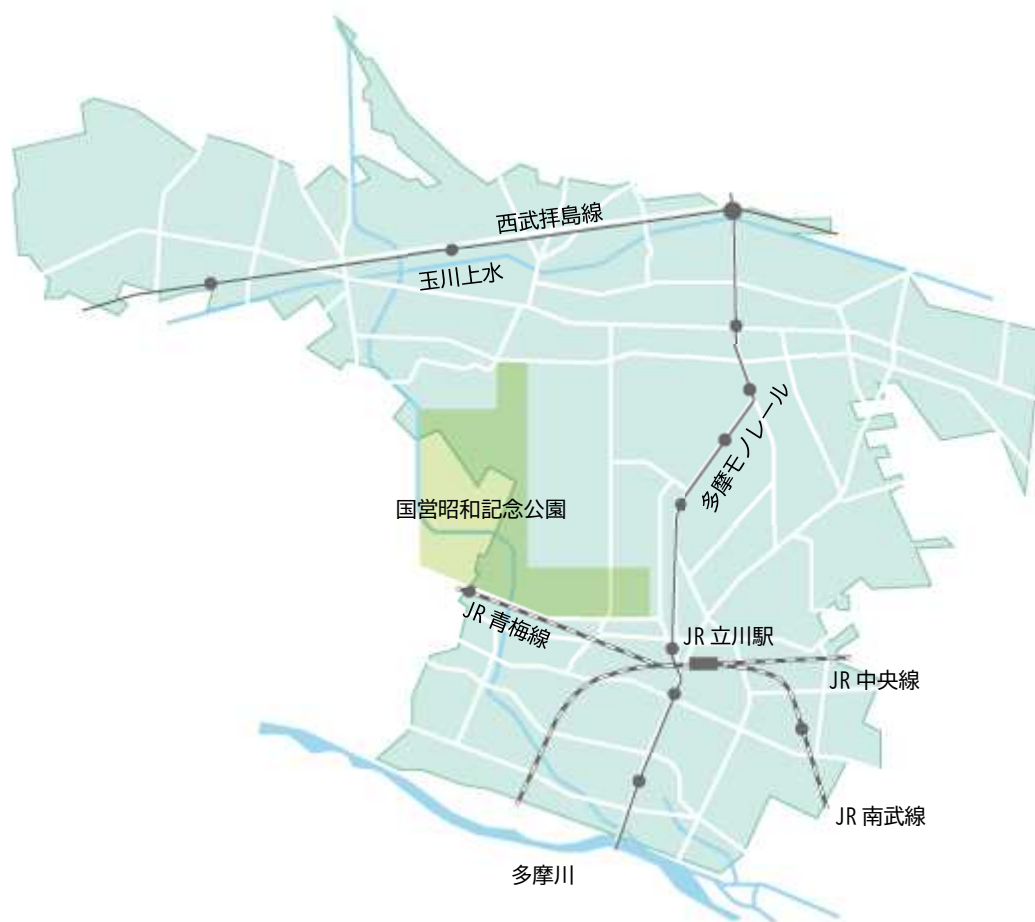 西武拝島線
玉川上水
多摩モノレール
国営昭和記念公園
JR 青梅線
JR 立川駅
JR 中央線
JR 南武線
多摩川